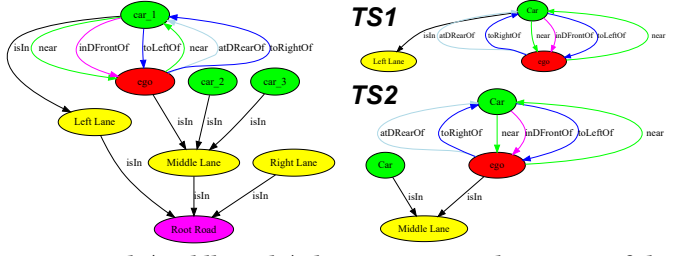 car_1
isIn
near
inDFrontOf
toLeftOf
near
atDRearOf
toRightOf
ego
car_2
car_3
Left Lane
isIn
isIn
isIn
isIn
Middle Lane
Right Lane
isIn
isIn
Root Road
TS1
Car
isIn
atDRearOf
toRightOf
near
inDFrontOf
toLeftOf
near
Left Lane
ego
TS2
Car
atDRearOf
toRightOf
near
inDFrontOf
toLeftOf
near
Car
ego
isIn
isIn
Middle Lane